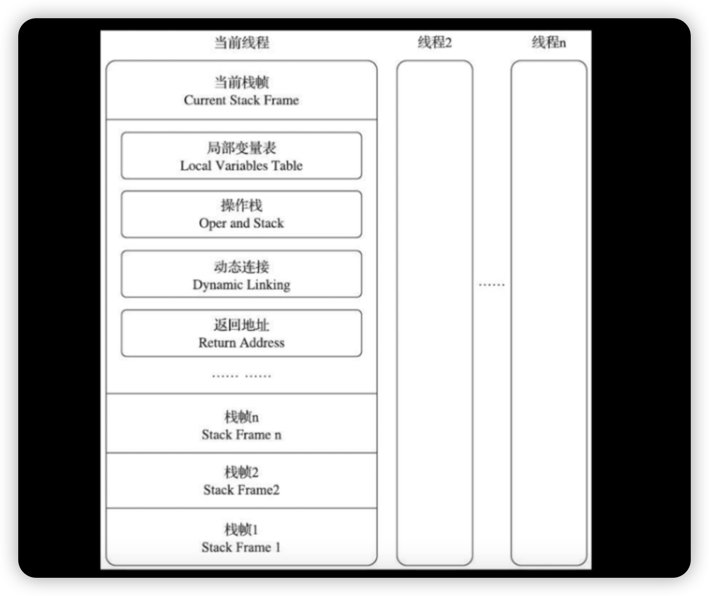 当前线程
线程2
线程n
当前栈帧
Current Stack Frame
局部变量表
Local Variables Table
操作栈
Oper and Stack
动态连接
Dynamic Linking
返回地址
Return Address
…… ……
……
栈帧n
Stack Frame n
栈帧2
Stack Frame2
栈帧1
Stack Frame 1